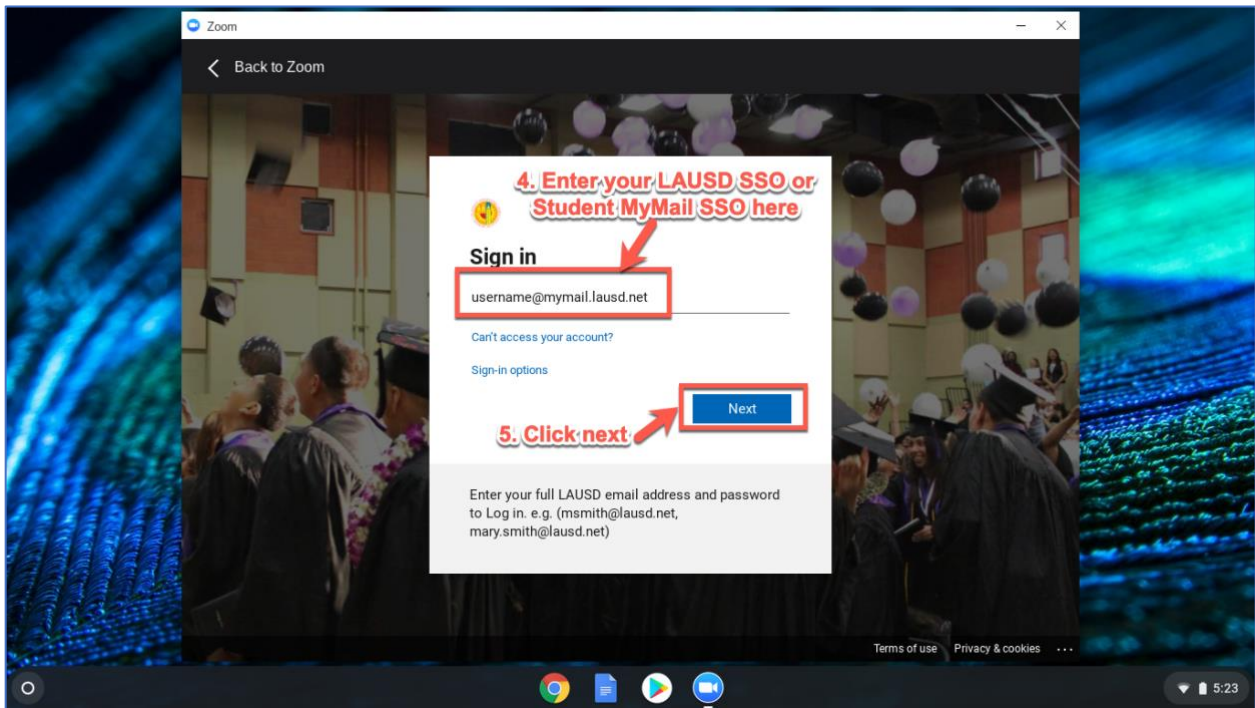 Zoom
Back to Zoom
4. Enter your LAUSD SSO or
Student MyMail SSO here
Sign in
username@mymail.lausd.net
Can't access your account?
Sign-in options
Next
5. Click next
Enter your full LAUSD email address and password
to Log in. e.g. (msmith@lausd.net,
mary.smith@lausd.net)
Terms of use Privacy & cookies ...
5:23